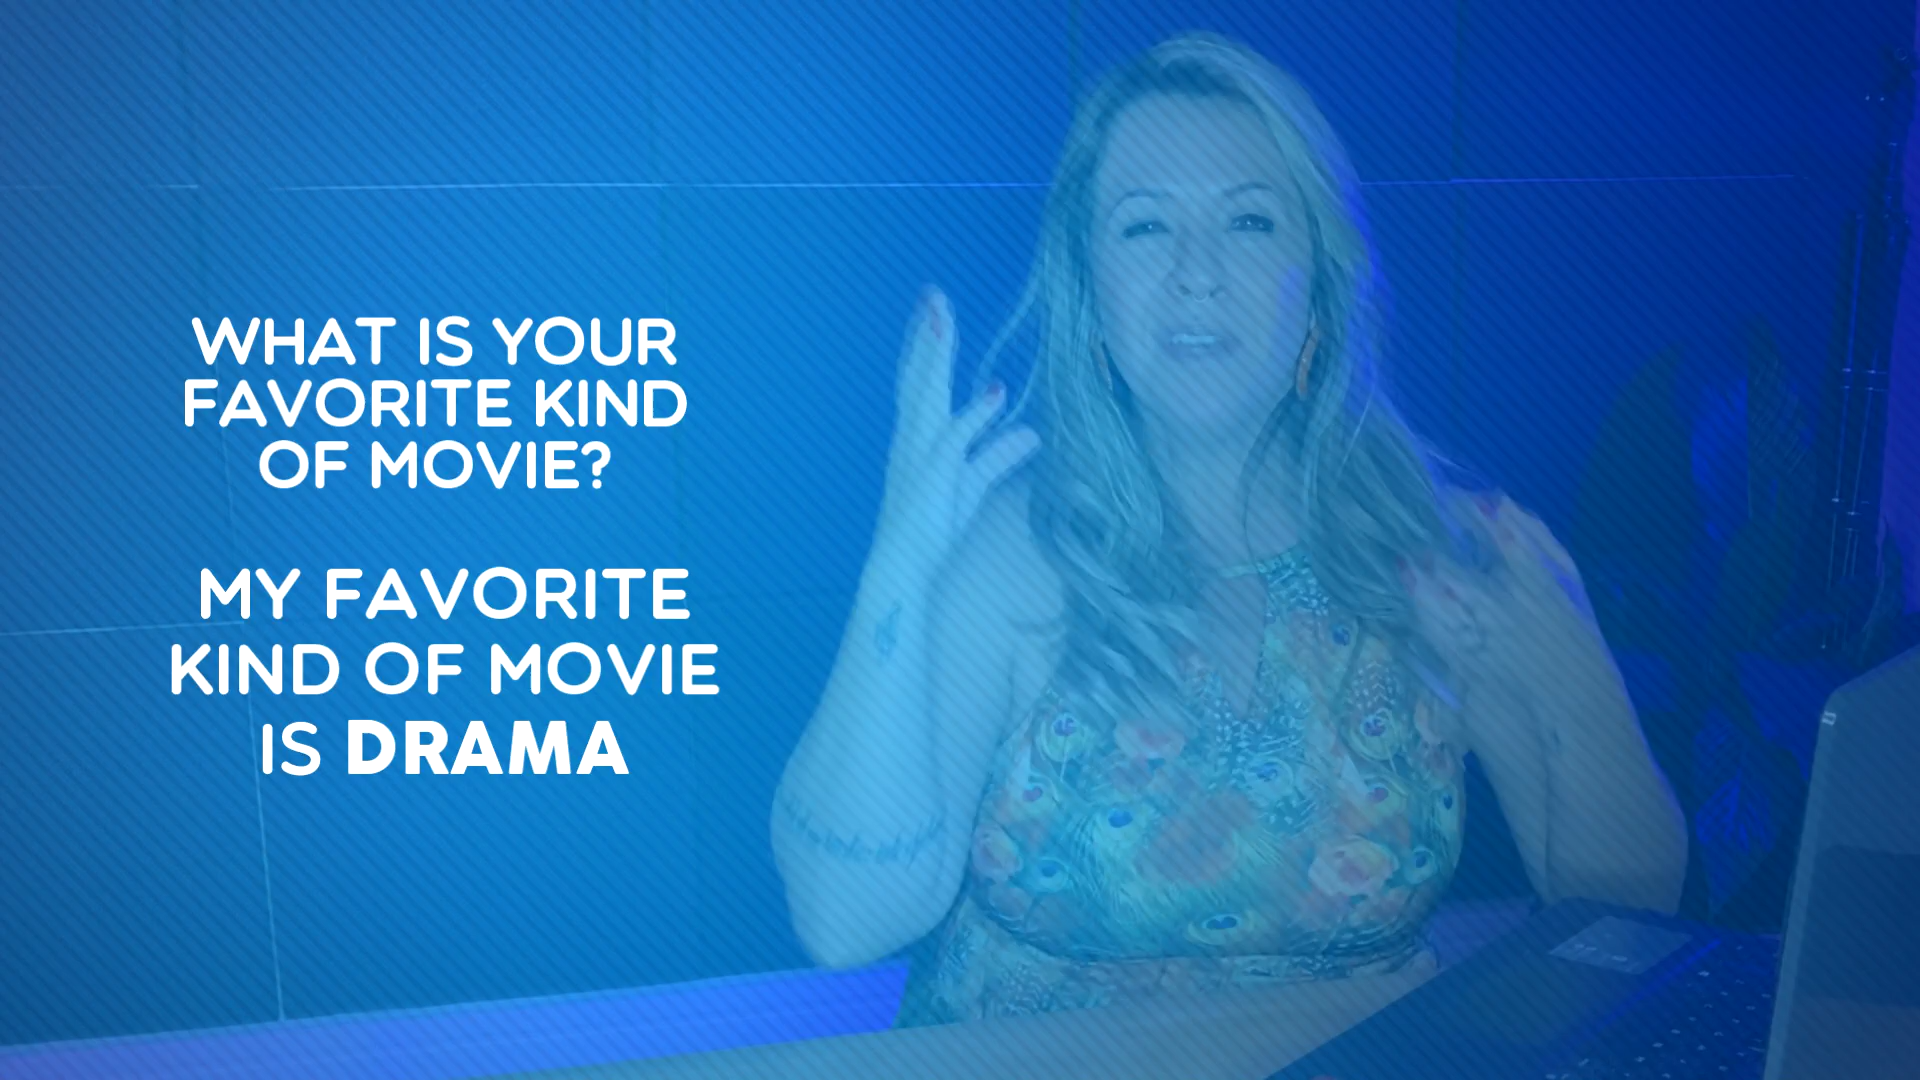 WHAT IS YOUR
FAVORITE KIND
OF MOVIE?
MY FAVORITE
KIND OF MOVIE
IS DRAMA